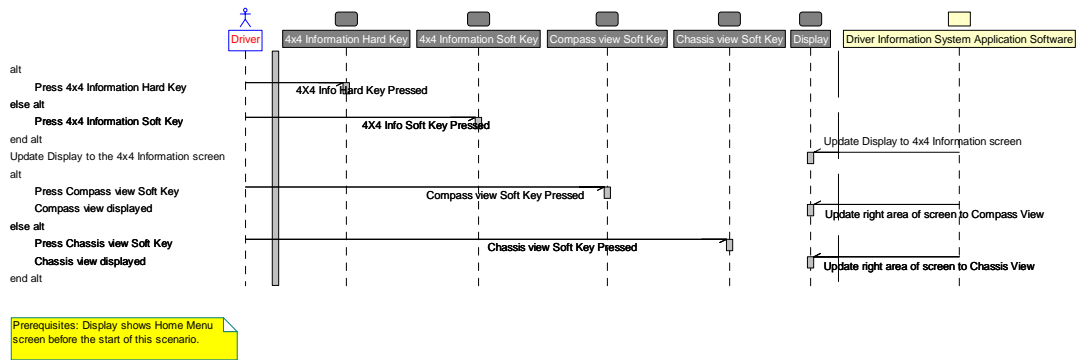 Driver
4x4 Information Hard Key
4x4 Information Soft Key
Compass view Soft Key
Chassis view Soft Key
Display
Driver Information System Application Software
alt
Press 4x4 Information Hard Key
4X4 Info Hard Key Pressed
else alt
Press 4x4 Information Soft Key
4X4 Info Soft Key Pressed
end alt
Update Display to 4x4 Information screen
Update Display to the 4x4 Information screen
alt
Press Compass view Soft Key
Compass view Soft Key Pressed
Compass view displayed
Update right area of screen to Compass View
else alt
Press Chassis view Soft Key
Chassis view Soft Key Pressed
Chassis view displayed
Update right area of screen to Chassis View
end alt
Prerequisites: Display shows Home Menu
screen before the start of this scenario.